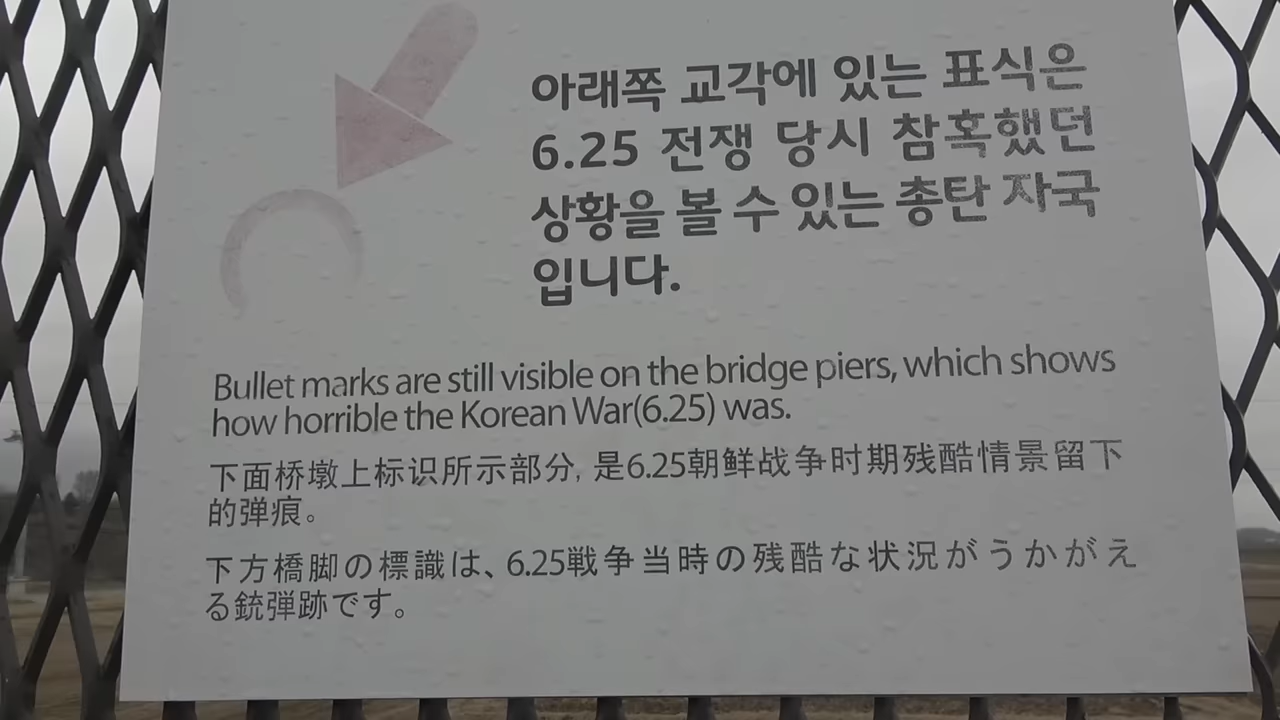 아래쪽 교각에 있는 표식은
6.25 전쟁 당시 참혹했던
상황을 볼 수 있는 총탄 자국
입니다.
Bullet marks are still visible on the bridge piers, which shows
how horrible the Korean War(6.25) was.
下面桥墩上标识所示部分, 是6.25朝鲜战争时期残酷情景留下
的弹痕。
下方橋脚の標識は、6.25戦争当時の残酷な状況がうかがえ
る銃弾跡です。